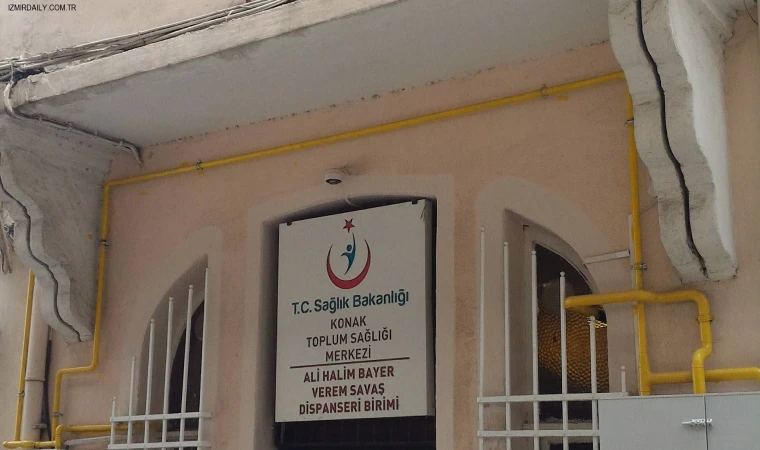 IZMIRDAILY.COM.TR
T.C. Sağlık Bakanlığı
KONAK
TOPLUM SAĞLIĞI
MERKEZİ
ALİ HALİM BAYER
VEREM SAVAŞ
DİSPANSERİ BİRİMİ